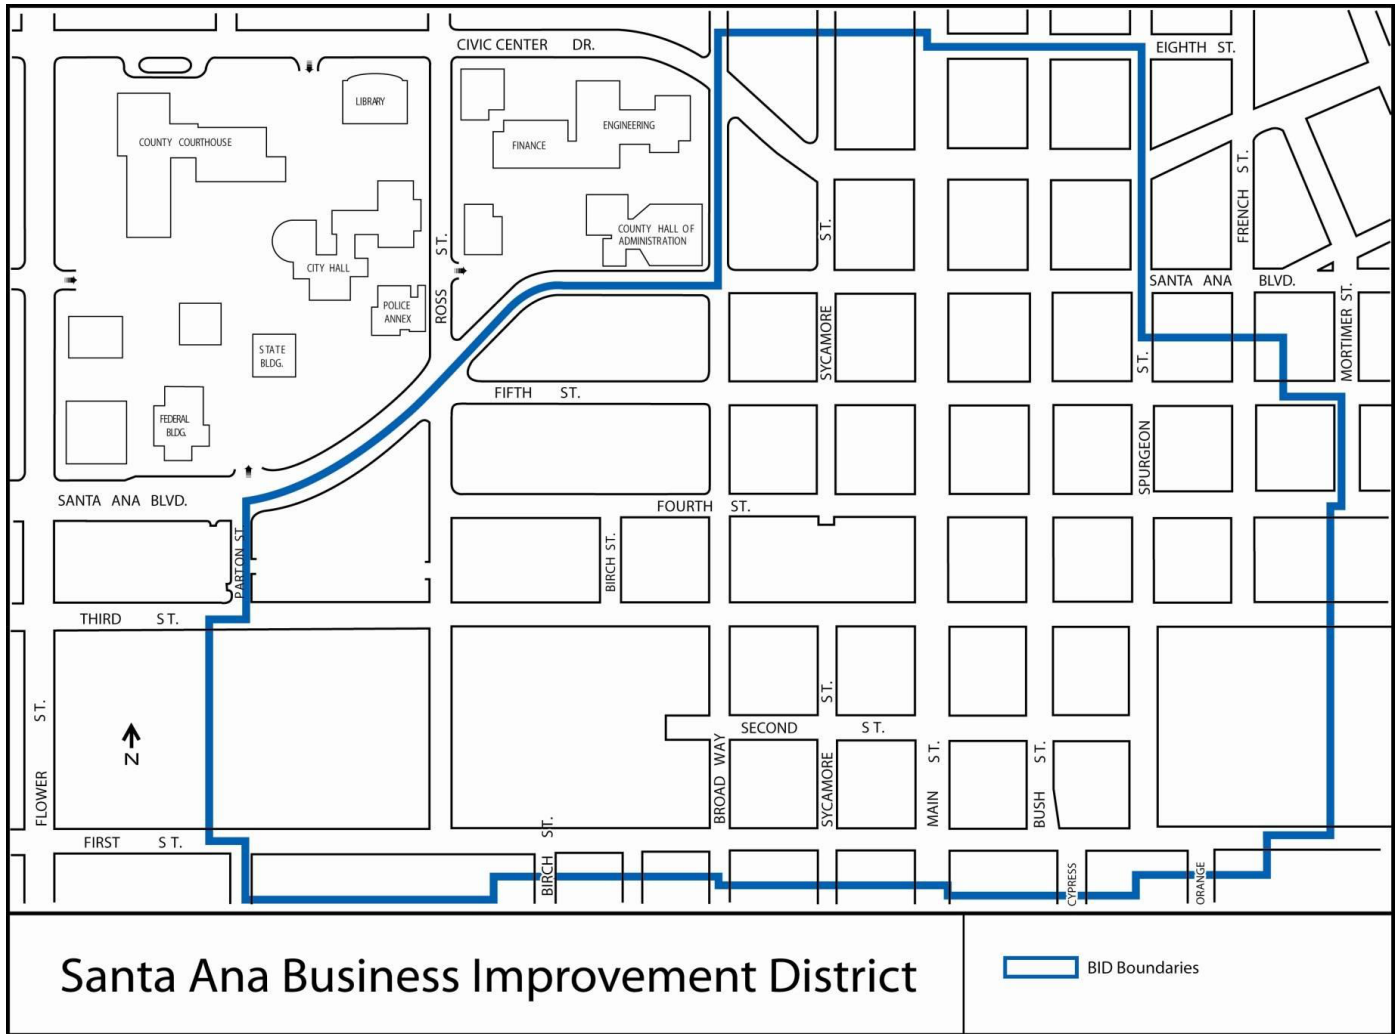 CIVIC CENTER DR.
EIGHTH ST.
LIBRARY
COUNTY COURTHOUSE
ENGINEERING
FINANCE
FRENCH ST.
ST.
COUNTY HALL OF
ADMINISTRATION
ROSS ST.
CITY HALL
SANTA ANA BLVD.
POLICE
ANNEX
SYCAMORE
MORTIMER ST.
STATE
BLDG.
ST.
FIFTH ST.
FEDERAL
BLDG.
SPURGEON
SANTA ANA BLVD.
FOURTH ST.
PARTON ST.
BIRCH ST.
THIRD ST.
FLOWER ST.
N
ST.
SECOND ST.
BROAD WAY
SYCAMORE
MAIN ST.
BUSH ST.
FIRST ST.
BIRCH ST.
CYPRESS
ORANGE
Santa Ana Business Improvement District
BID Boundaries